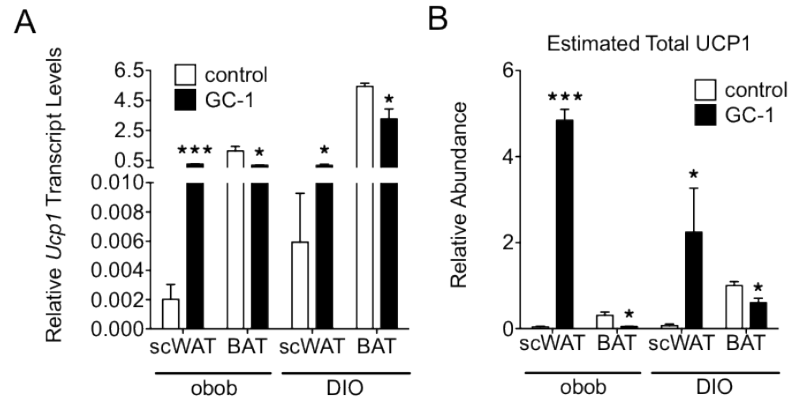 A
Relative Ucp1 Transcript Levels
6.5
4.5
2.5
0.5
0.010
0.008
0.006
0.004
0.002
0.000
control
GC-1
***
*
*
*
scWAT BAT scWAT BAT
obob DIO
B
Estimated Total UCP1
Relative Abundance
6
4
2
0
control
GC-1
***
*
*
*
scWAT BAT scWAT BAT
obob DIO